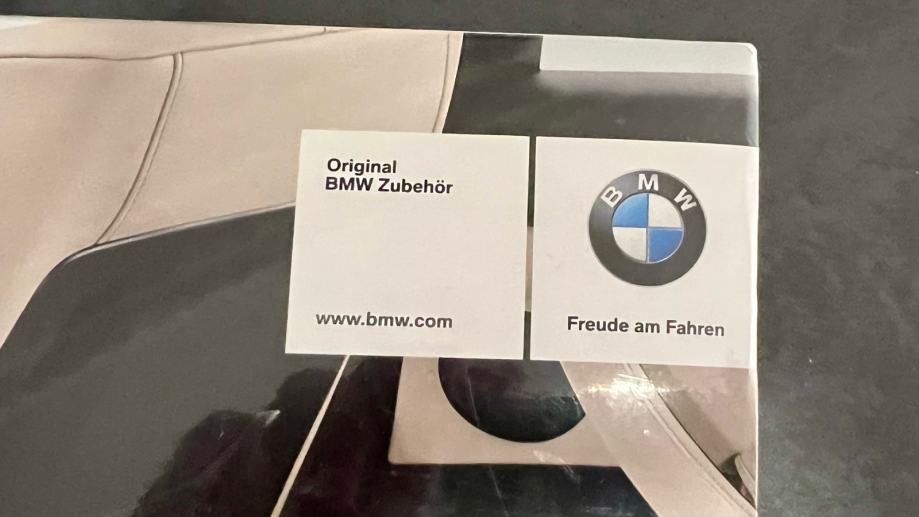 Original
BMW Zubehör
www.bmw.com
BMW
Freude am Fahren